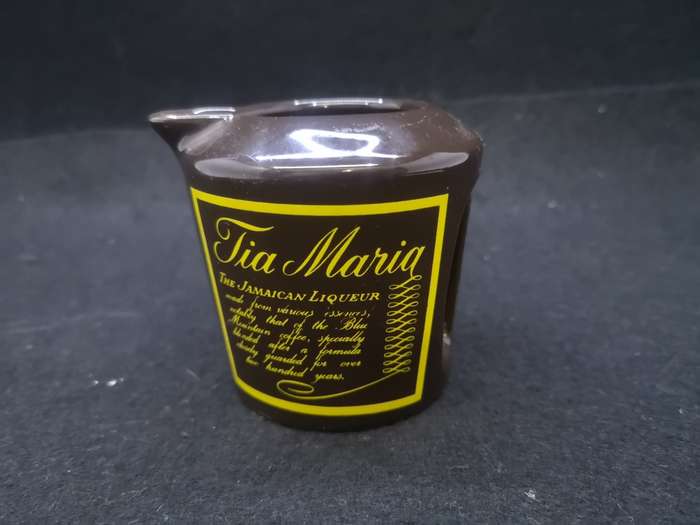 Tia Maria
THE JAMAICAN LIQUEUR
made from various essences,
notably that of the Blue
Mountain coffee, specially
blended after a formula
closely guarded for over
two hundred years.